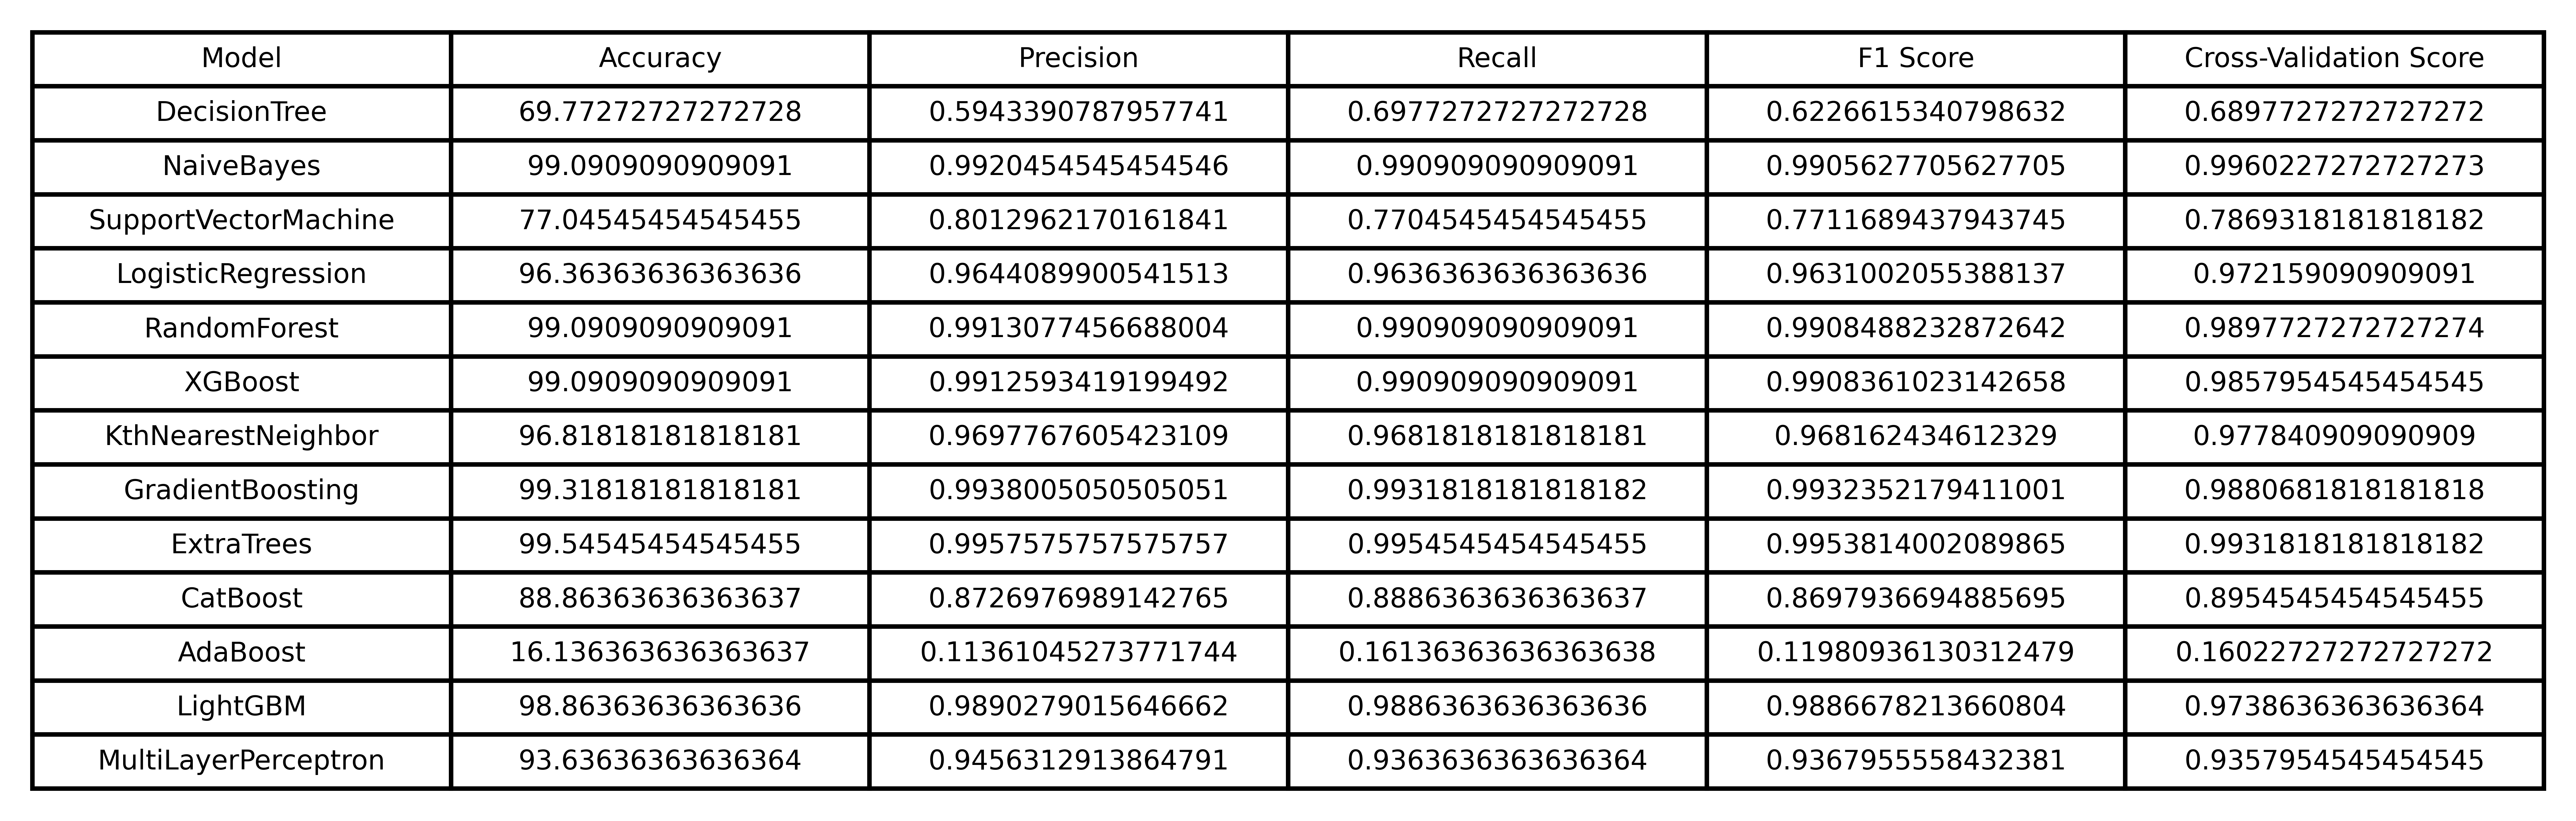 Model Accuracy Precision Recall F1 Score Cross-Validation Score
DecisionTree 69.77272727272728 0.5943390787957741 0.6977272727272728 0.6226615340798632 0.6897727272727272
NaiveBayes 99.0909090909091 0.9920454545454546 0.990909090909091 0.9905627705627705 0.9960227272727273
SupportVectorMachine 77.04545454545455 0.8012962170161841 0.7704545454545455 0.7711689437943745 0.7869318181818182
LogisticRegression 96.36363636363636 0.9644089900541513 0.9636363636363636 0.9631002055388137 0.972159090909091
RandomForest 99.0909090909091 0.9913077456688004 0.990909090909091 0.9908488232872642 0.9897727272727274
XGBoost 99.0909090909091 0.9912593419199492 0.990909090909091 0.9908361023142658 0.9857954545454545
KthNearestNeighbor 96.81818181818181 0.9697767605423109 0.9681818181818181 0.968162434612329 0.977840909090909
GradientBoosting 99.31818181818181 0.9938005050505051 0.9931818181818182 0.9932352179411001 0.9880681818181818
ExtraTrees 99.54545454545455 0.9957575757575757 0.9954545454545455 0.9953814002089865 0.9931818181818182
CatBoost 88.86363636363637 0.8726976989142765 0.8886363636363637 0.8697936694885695 0.8954545454545455
AdaBoost 16.136363636363637 0.11361045273771744 0.16136363636363638 0.11980936130312479 0.16022727272727272
LightGBM 98.86363636363636 0.9890279015646662 0.9886363636363636 0.9886678213660804 0.9738636363636364
MultiLayerPerceptron 93.63636363636364 0.9456312913864791 0.9363636363636364 0.9367955558432381 0.9357954545454545